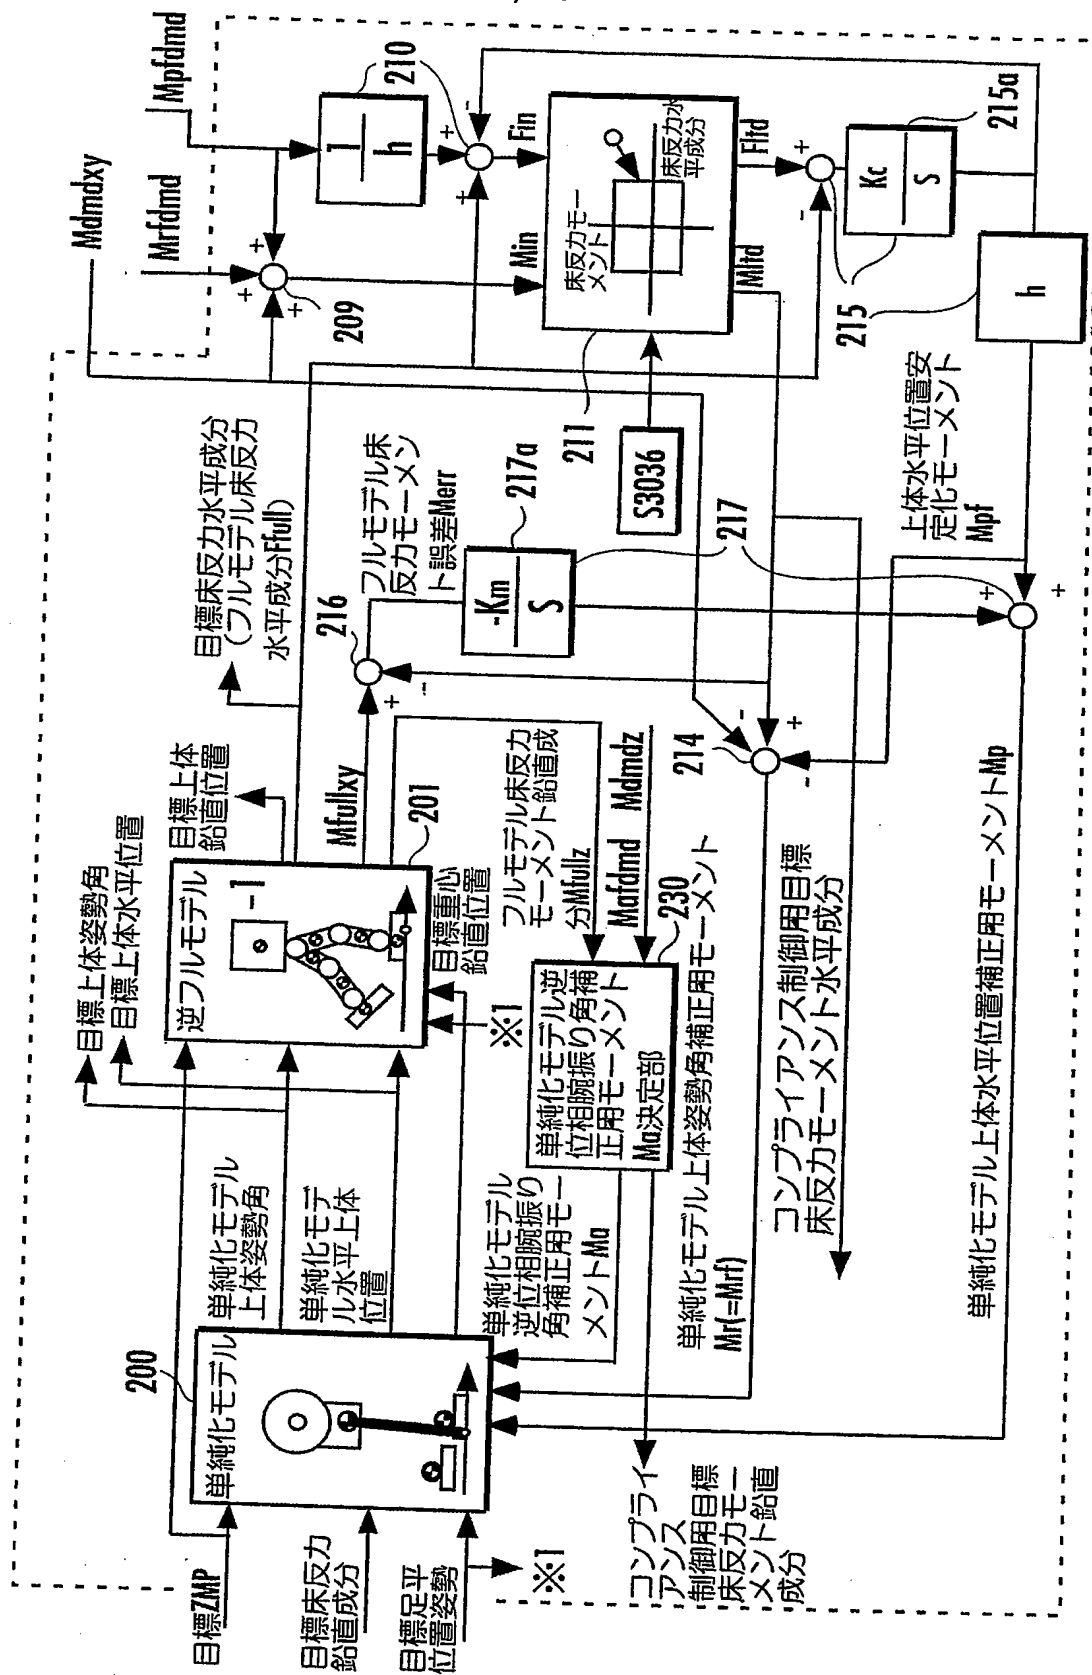 目標ZMP
目標床反力
鉛直成分
目標足平
位置姿勢
※1
200
単純化モデル
単純化モデル
上体姿勢角
単純化モデ
ル水平上体
位置
目標上体姿勢角
目標上体水平位置
目標上体
鉛直位置
逆フルモデル
-1
201
目標重心
鉛直位置
※1
目標床反力水平成分
(フルモデル床反力
水平成分Ffull)
Mfullxy
216
フルモデル床
反力モーメン
ト誤差Merr
217a
-Km
S
217
フルモデル床反力
モーメント鉛直成
分Mfullz
Mafdmd
Mdmdz
230
単純化モデル逆
位相腕振り角補
正用モーメント
Ma決定部
単純化モデル
逆位相腕振り
角補正用モー
メントMa
コンプライ
アンス
制御用目標
床反力モー
メント鉛直
成分
単純化モデル上体姿勢角補正用モーメント
Mr(=Mrf)
214
コンプライアンス制御用目標
床反力モーメント水平成分
単純化モデル上体水平位置補正用モーメントMp
Mdmdxy
Mrfdmd
Mpfdmd
209
210
1
h
Min
Fin
211
床反力モー
メント
床反力水
平成分
S3036
Mltd
Fltd
215
215a
Kc
S
h
上体水平位置安
定化モーメント
Mpf